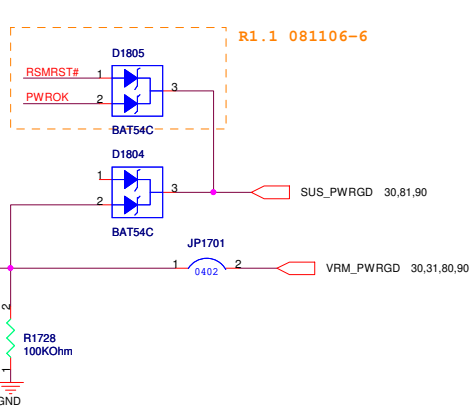 R1.1 081106-6
D1805
RSMRST# 1
3
PWROK 2
BAT54C
D1804
1
3
SUS_PWRGD 30,81,90
2
BAT54C
JP1701
1 0402 2
VRM_PWRGD 30,31,80,90
2
R1728
100KOhm
1
GND